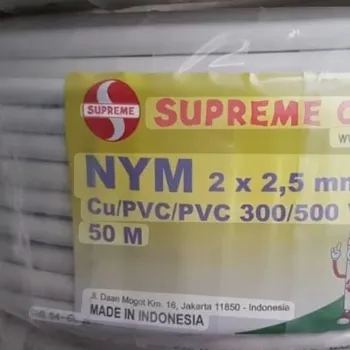 SUPREME
SUPREME
NYM 2 x 2,5
Cu/PVC/PVC 300/500
50 M
Jl. Daan Mogot Km. 16, Jakarta 11850 - Indonesia
MADE IN INDONESIA